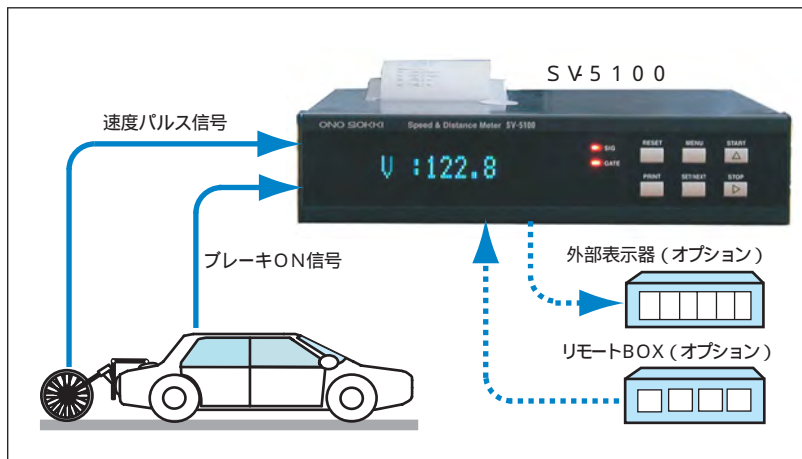 SV-5100
速度パルス信号
ONO SOKKI Speed & Distance Meter SV-5100
SIG
GATE
RESET MENU START
V :122.8
PRINT SET/NEXT STOP
ブレーキON信号
外部表示器(オプション)
リモートBOX(オプション)